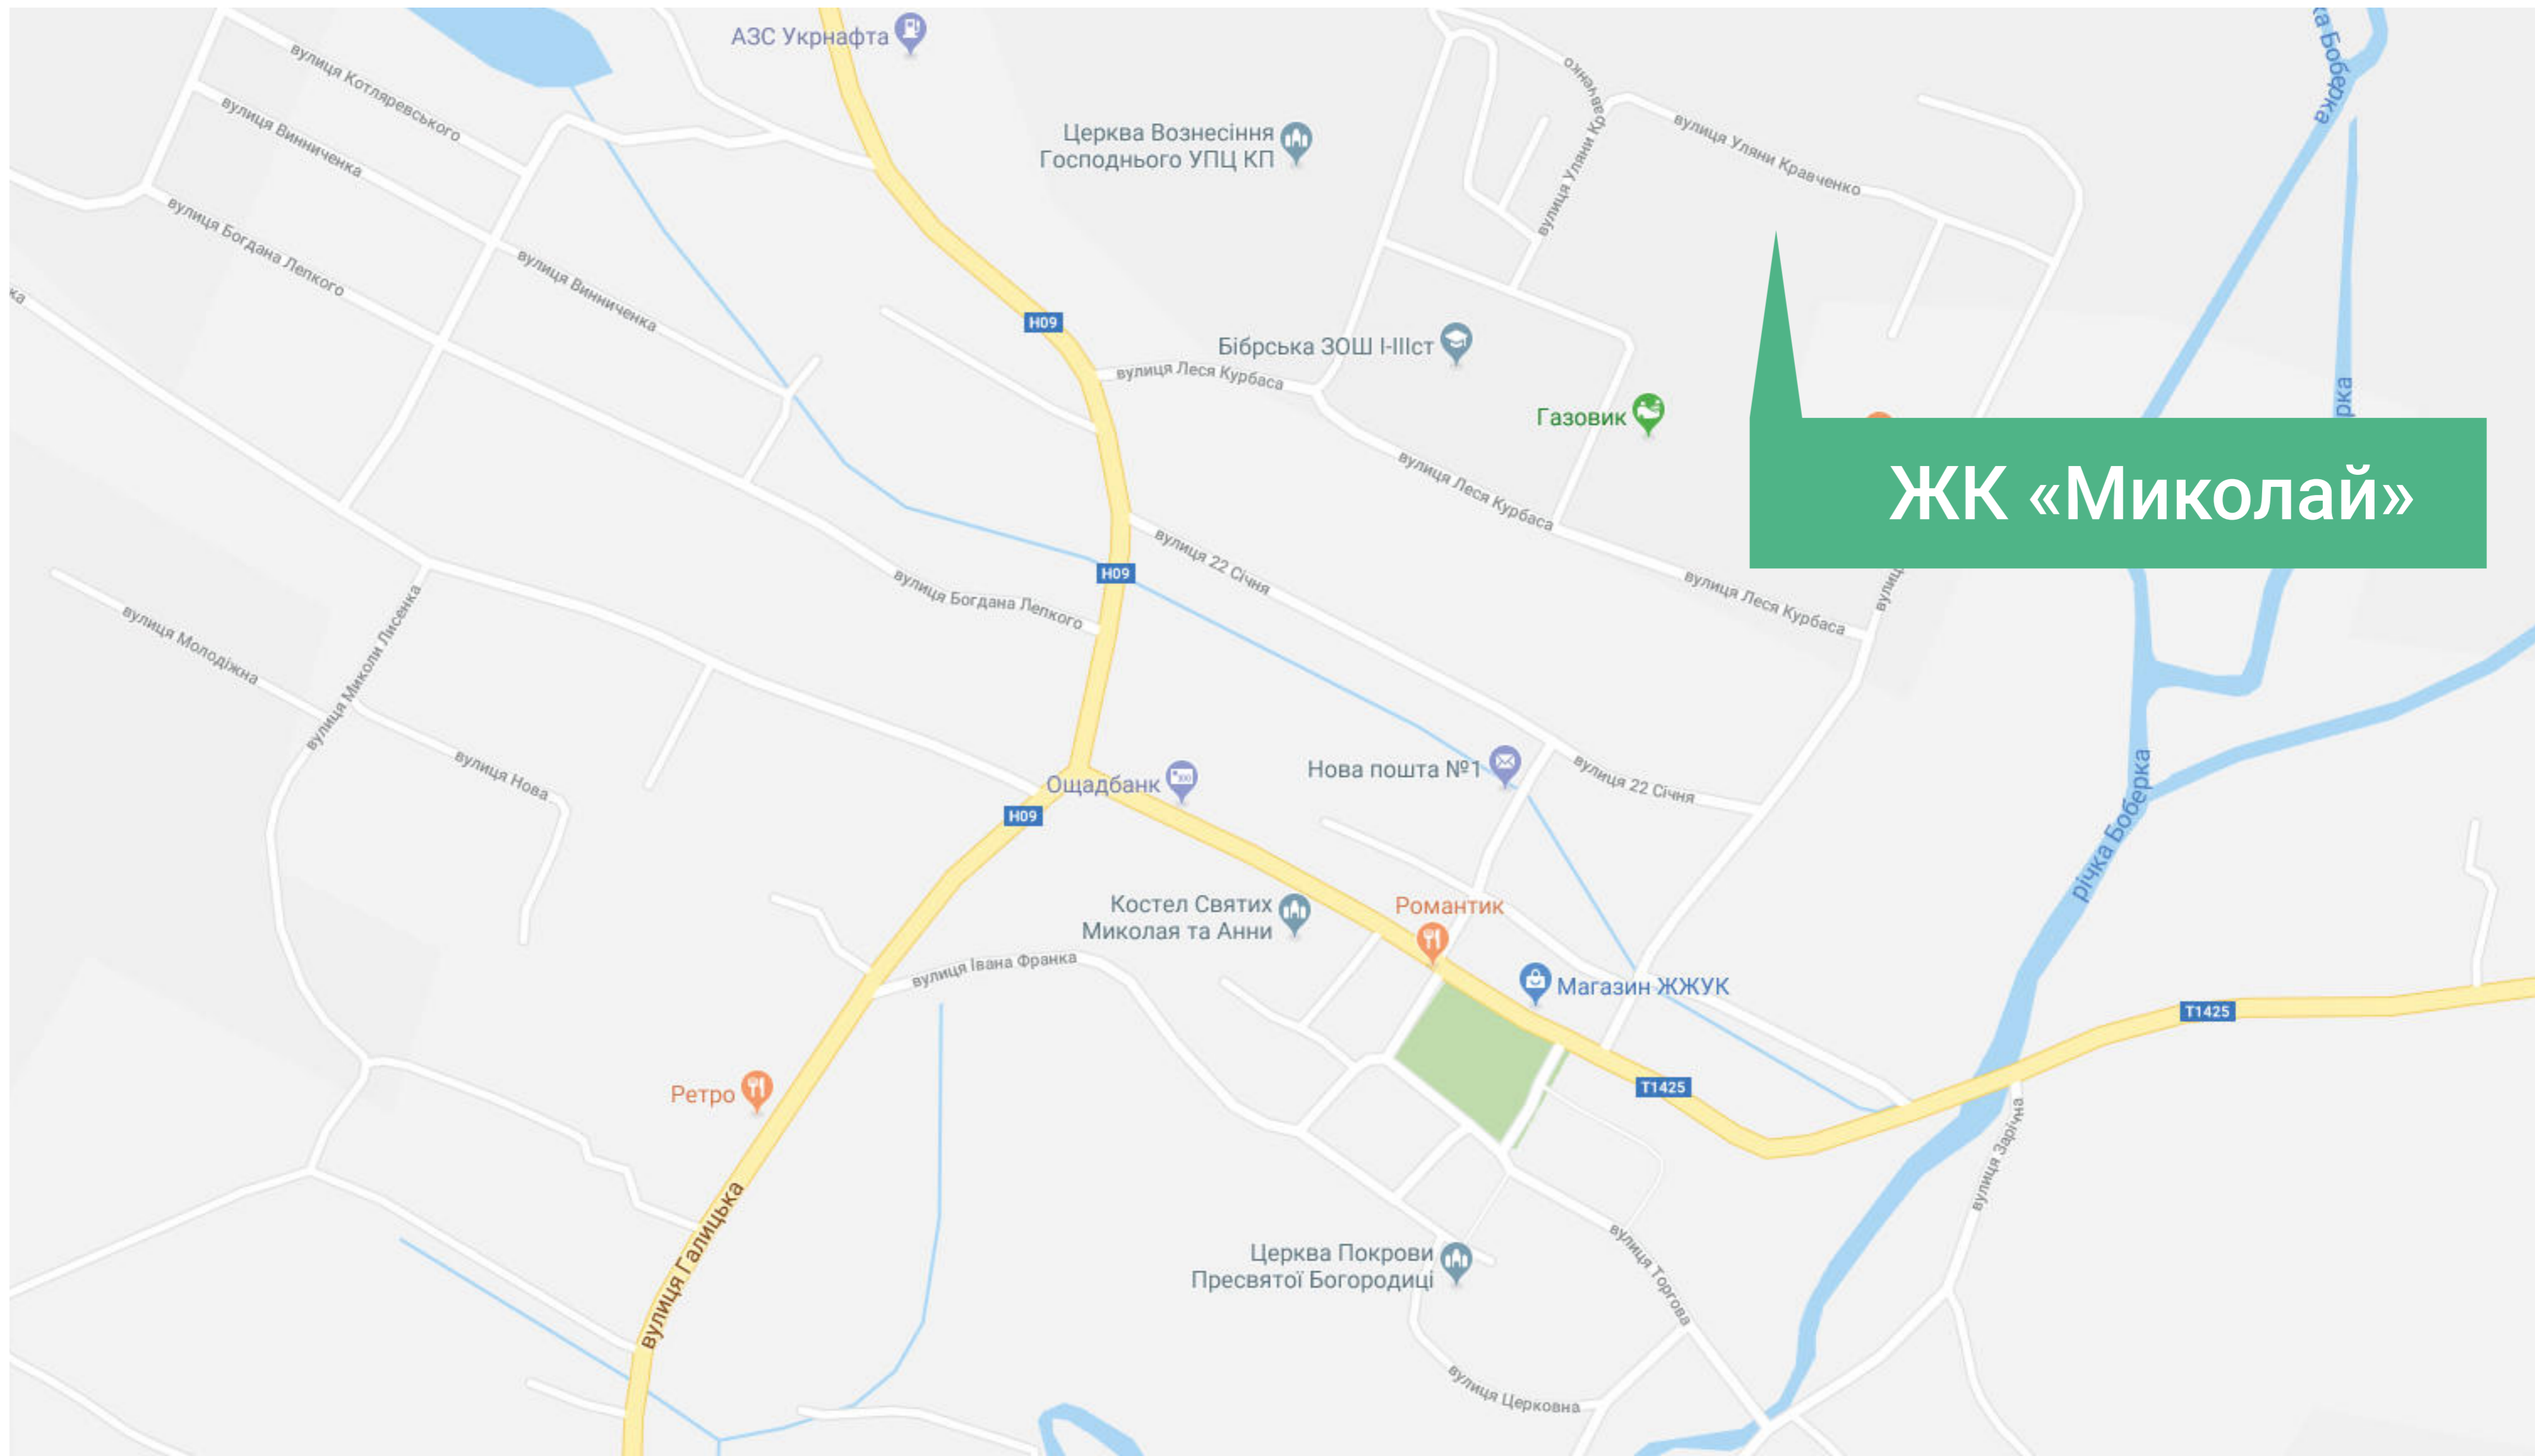 АЗС Укрнафта
вулиця Котляревського
вулиця Винниченка
вулиця Богдана Лепкого
вулиця Винниченка
Церква Вознесіння
Господнього УПЦ КП
вулиця Уляни Кравченко
вулиця Уляни Кравченко
Боберка
H09
Бібрська ЗОШ І-ІІІст
вулиця Леся Курбаса
Газовик
ЖК «Миколай»
вулиця Леся Курбаса
вулиця 22 Січня
H09
вулиця Богдана Лепкого
вулиця Леся Курбаса
вулиця Молодіжна
вулиця Миколи Лисенка
вулиця Нова
Ощадбанк
Нова пошта №1
вулиця 22 Січня
H09
річка Боберка
Костел Святих
Миколая та Анни
Романтик
вулиця Івана Франка
Магазин ЖЖУК
T1425
T1425
Ретро
вулиця Зарічна
вулиця Галицька
Церква Покрови
Пресвятої Богородиці
вулиця Торгова
вулиця Церковна